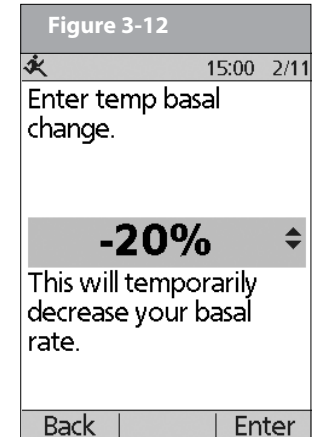 Figure 3-12
15:00 2/11
Enter temp basal
change.
-20%
This will temporarily
decrease your basal
rate.
Back Enter